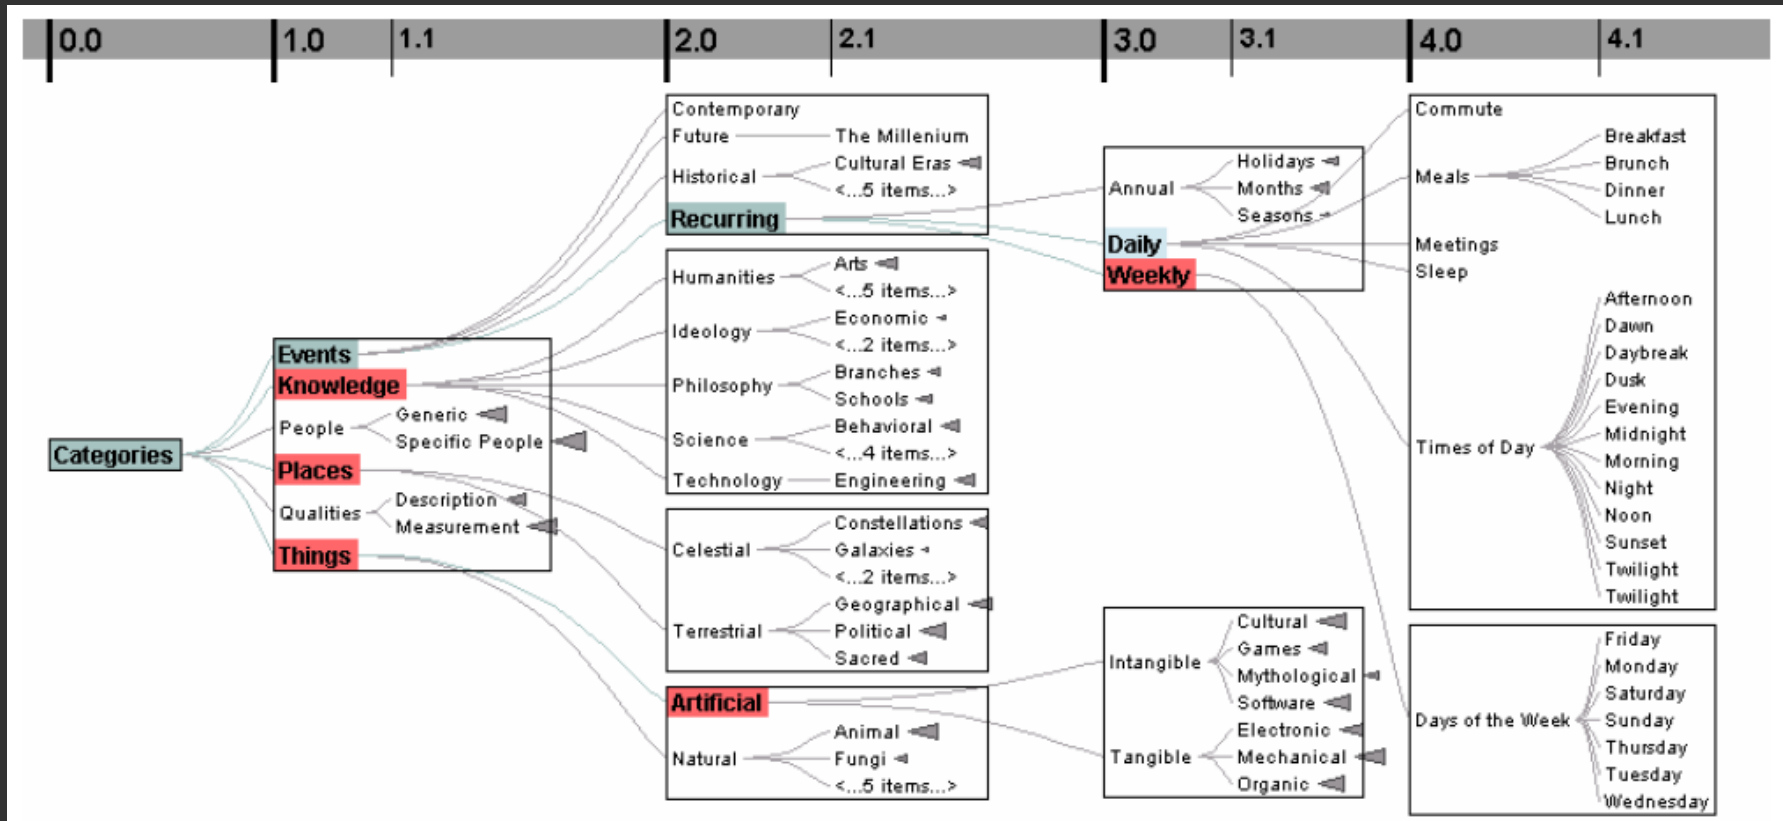 0.0
1.0
1.1
2.0
2.1
3.0
3.1
4.0
4.1
Categories
Events
Knowledge
People
Generic
Specific People
Places
Qualities
Description
Measurement
Things
Contemporary
Future
The Millenium
Historical
Cultural Eras
<...5 items...>
Recurring
Humanities
Arts
<...5 items...>
Ideology
Economic
<...2 items...>
Philosophy
Branches
Schools
Science
Behavioral
<...4 items...>
Technology
Engineering
Celestial
Constellations
Galaxies
<...2 items...>
Terrestrial
Geographical
Political
Sacred
Artificial
Natural
Animal
Fungi
<...5 items...>
Annual
Holidays
Months
Seasons
Daily
Weekly
Intangible
Cultural
Games
Mythological
Software
Tangible
Electronic
Mechanical
Organic
Commute
Meals
Breakfast
Brunch
Dinner
Lunch
Meetings
Sleep
Times of Day
Afternoon
Dawn
Daybreak
Dusk
Evening
Midnight
Morning
Night
Noon
Sunset
Twilight
Twilight
Days of the Week
Friday
Monday
Saturday
Sunday
Thursday
Tuesday
Wednesday